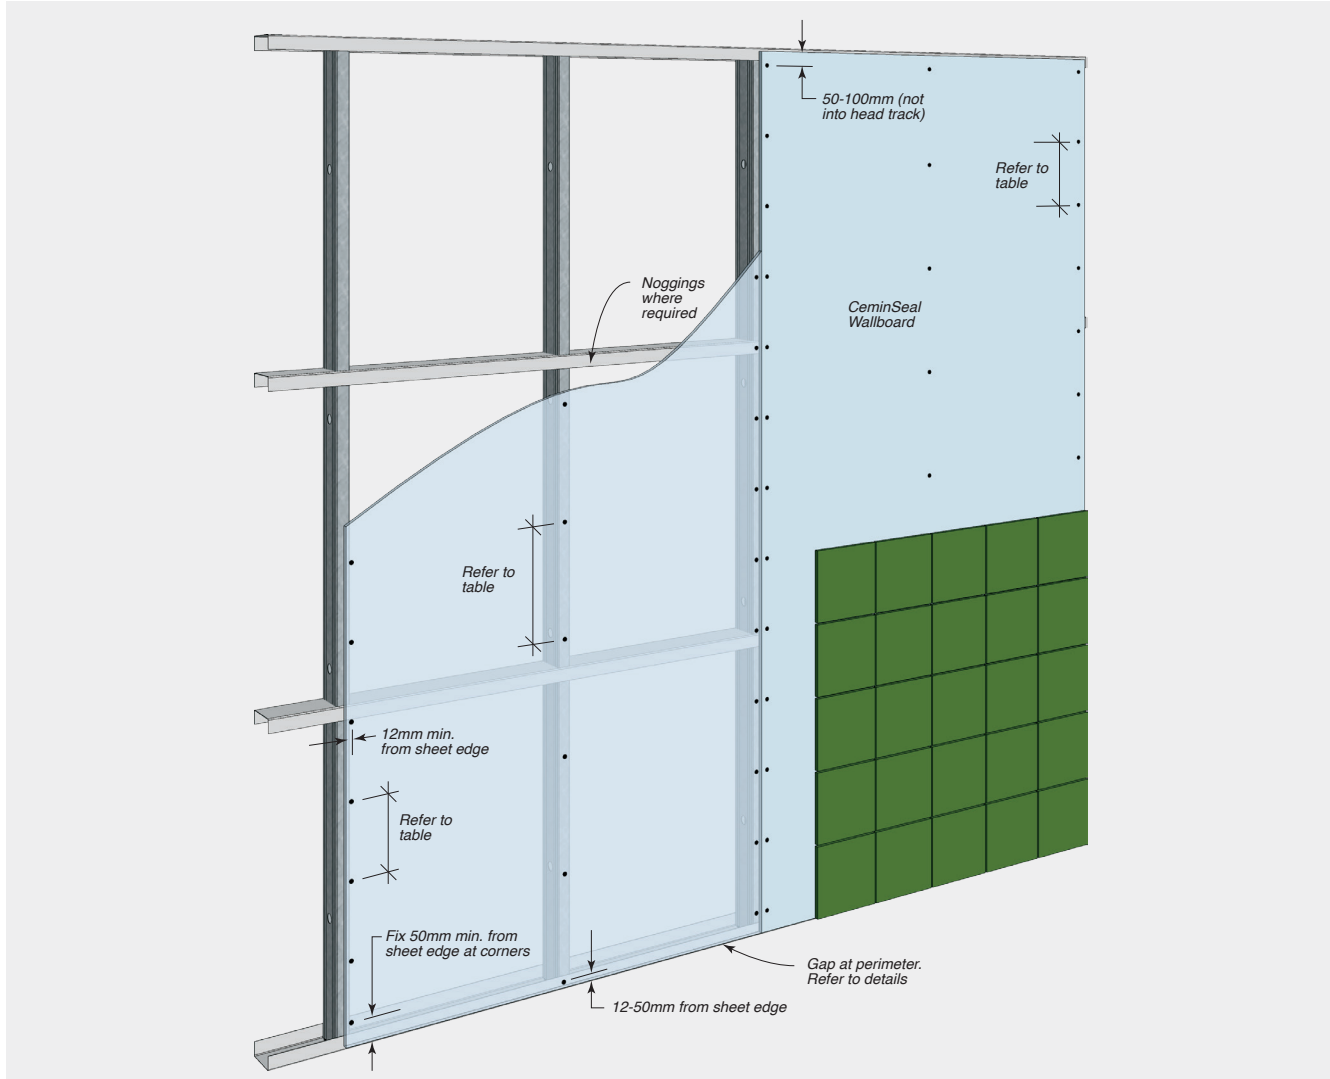 50-100mm (not
into head track)
Refer to
table
Noggings
where
required
CeminSeal
Wallboard
Refer to
table
12mm min.
from sheet edge
Refer to
table
Fix 50mm min. from
sheet edge at corners
Gap at perimeter.
Refer to details
12-50mm from sheet edge